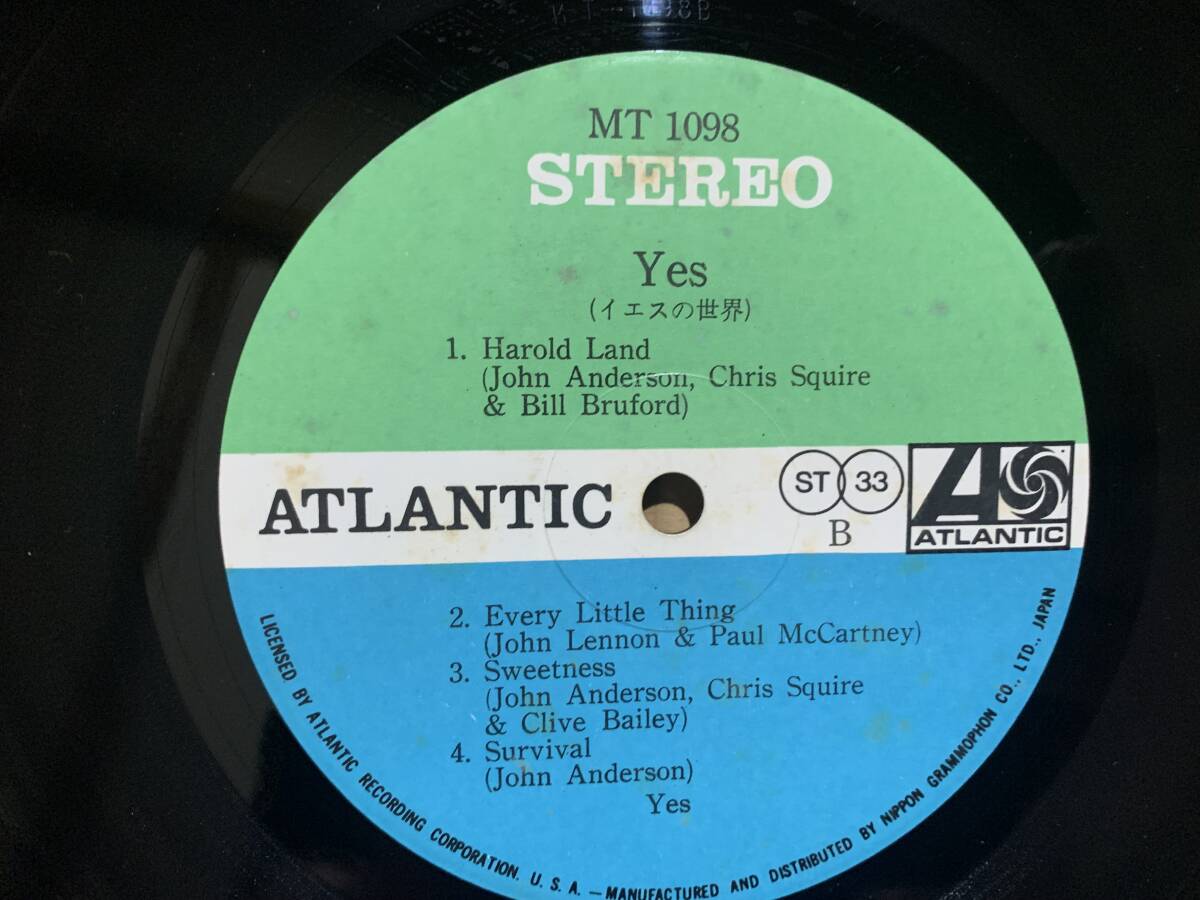 MT 1098
STEREO
Yes
(イエスの世界)
1. Harold Land
(John Anderson, Chris Squire
& Bill Bruford)
ATLANTIC
ST 33
B
ATLANTIC
2. Every Little Thing
(John Lennon & Paul McCartney)
3. Sweetness
(John Anderson, Chris Squire
& Clive Bailey)
4. Survival
(John Anderson)
Yes
LICENSED BY ATLANTIC RECORDING CORPORATION. U. S. A. — MANUFACTURED AND DISTRIBUTED BY NIPPON GRAMMOPHON CO., LTD., JAPAN